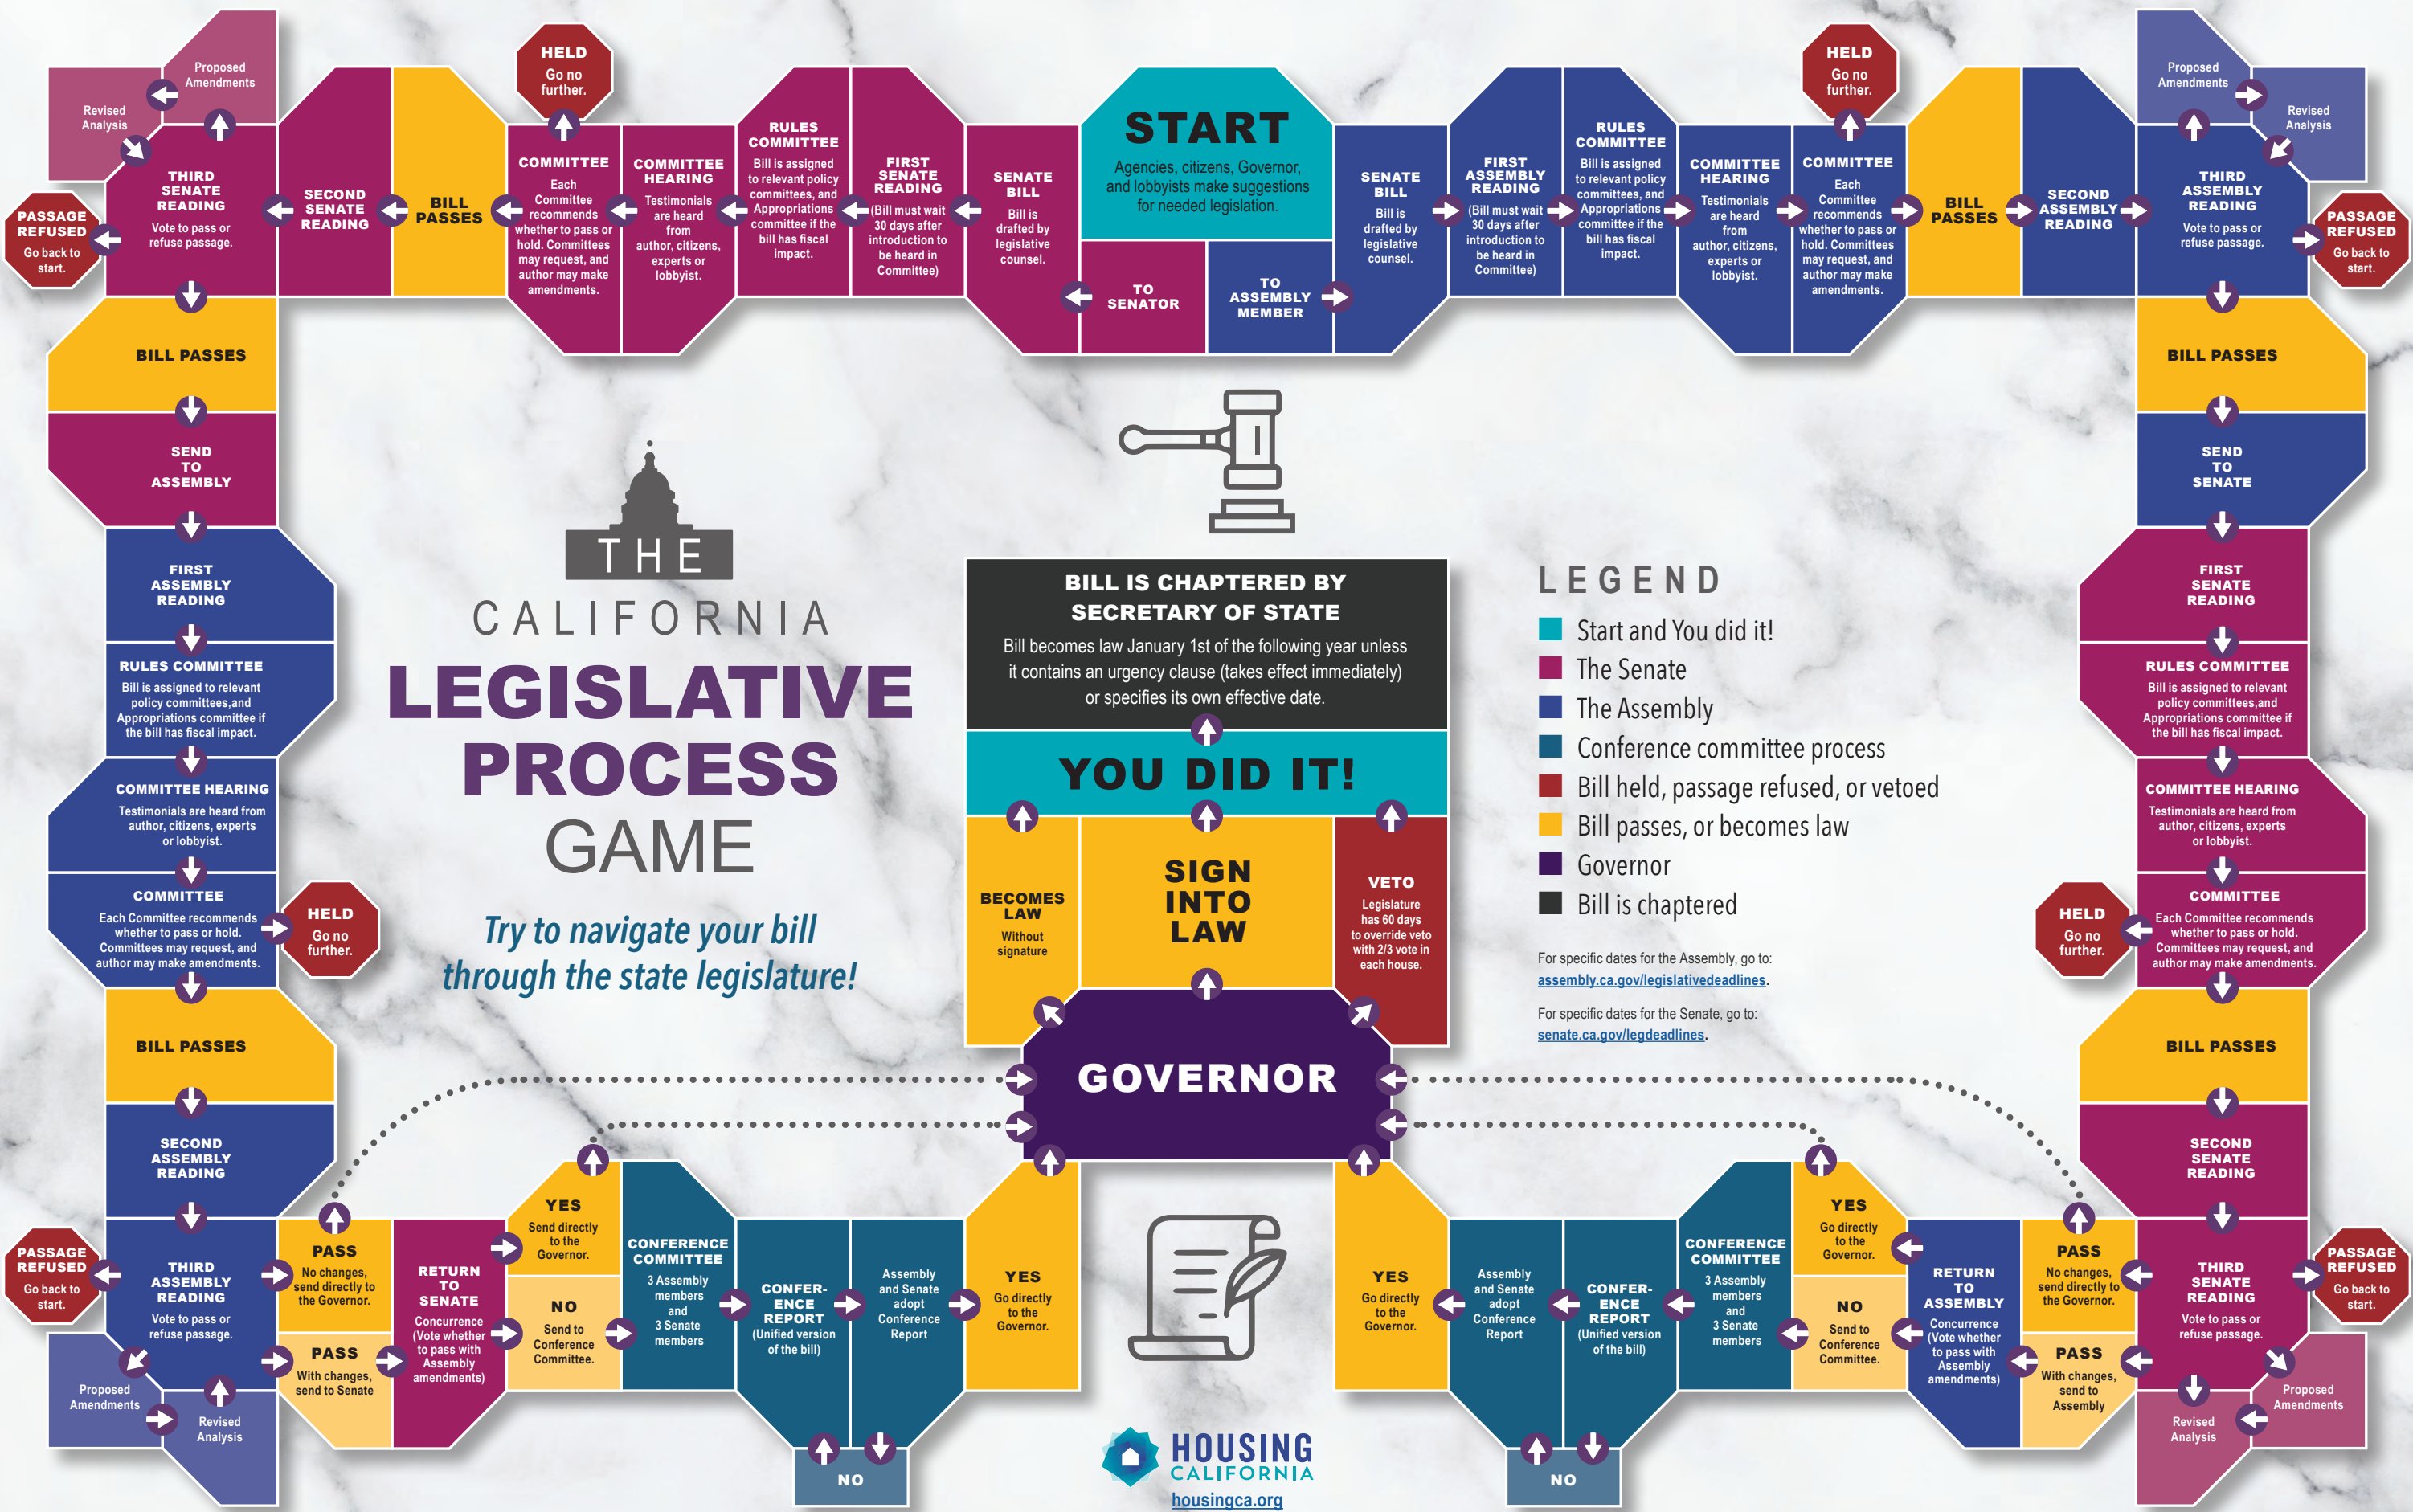 START
Agencies, citizens, Governor,
and lobbyists make suggestions
for needed legislation.
TO
SENATOR
TO
ASSEMBLY
MEMBER
SENATE
BILL
Bill is
drafted by
legislative
counsel.
FIRST
SENATE
READING
(Bill must wait
30 days after
introduction to
be heard in
Committee)
RULES
COMMITTEE
Bill is assigned
to relevant policy
committees, and
Appropriations
committee if the
bill has fiscal
impact.
COMMITTEE
HEARING
Testimonials
are heard
from
author, citizens,
experts or
lobbyist.
COMMITTEE
Each
Committee
recommends
whether to pass or
hold. Committees
may request, and
author may make
amendments.
HELD
Go no
further.
BILL
PASSES
SECOND
SENATE
READING
THIRD
SENATE
READING
Vote to pass or
refuse passage.
Proposed
Amendments
Revised
Analysis
PASSAGE
REFUSED
Go back to
start.
BILL PASSES
SEND
TO
ASSEMBLY
FIRST
ASSEMBLY
READING
RULES COMMITTEE
Bill is assigned to relevant
policy committees,and
Appropriations committee if
the bill has fiscal impact.
COMMITTEE HEARING
Testimonials are heard from
author, citizens, experts
or lobbyist.
COMMITTEE
Each Committee recommends
whether to pass or hold.
Committees may request, and
author may make amendments.
HELD
Go no
further.
BILL PASSES
SECOND
ASSEMBLY
READING
THIRD
ASSEMBLY
READING
Vote to pass or
refuse passage.
PASSAGE
REFUSED
Go back to
start.
Proposed
Amendments
Revised
Analysis
PASS
No changes,
send directly to
the Governor.
PASS
With changes,
send to Senate
RETURN
TO
SENATE
Concurrence
(Vote whether
to pass with
Assembly
amendments)
YES
Send directly
to the
Governor.
NO
Send to
Conference
Committee.
CONFERENCE
COMMITTEE
3 Assembly
members
and
3 Senate
members
CONFER-
ENCE
REPORT
(Unified version
of the bill)
Assembly
and Senate
adopt
Conference
Report
NO
YES
Go directly
to the
Governor.
SENATE
BILL
Bill is
drafted by
legislative
counsel.
FIRST
ASSEMBLY
READING
(Bill must wait
30 days after
introduction to
be heard in
Committee)
RULES
COMMITTEE
Bill is assigned
to relevant policy
committees, and
Appropriations
committee if the
bill has fiscal
impact.
COMMITTEE
HEARING
Testimonials
are heard
from
author, citizens,
experts or
lobbyist.
COMMITTEE
Each
Committee
recommends
whether to pass or
hold. Committees
may request, and
author may make
amendments.
HELD
Go no
further.
BILL
PASSES
SECOND
ASSEMBLY
READING
THIRD
ASSEMBLY
READING
Vote to pass or
refuse passage.
Proposed
Amendments
Revised
Analysis
PASSAGE
REFUSED
Go back to
start.
BILL PASSES
SEND
TO
SENATE
FIRST
SENATE
READING
RULES COMMITTEE
Bill is assigned to relevant
policy committees,and
Appropriations committee if
the bill has fiscal impact.
COMMITTEE HEARING
Testimonials are heard from
author, citizens, experts
or lobbyist.
COMMITTEE
Each Committee recommends
whether to pass or hold.
Committees may request, and
author may make amendments.
HELD
Go no
further.
BILL PASSES
SECOND
SENATE
READING
THIRD
SENATE
READING
Vote to pass or
refuse passage.
PASSAGE
REFUSED
Go back to
start.
Proposed
Amendments
Revised
Analysis
PASS
No changes,
send directly to
the Governor.
PASS
With changes,
send to
Assembly
RETURN
TO
ASSEMBLY
Concurrence
(Vote whether
to pass with
Assembly
amendments)
YES
Go directly
to the
Governor.
NO
Send to
Conference
Committee.
CONFERENCE
COMMITTEE
3 Assembly
members
and
3 Senate
members
CONFER-
ENCE
REPORT
(Unified version
of the bill)
Assembly
and Senate
adopt
Conference
Report
NO
YES
Go directly
to the
Governor.
THE
CALIFORNIA
LEGISLATIVE
PROCESS
GAME
Try to navigate your bill
through the state legislature!
BILL IS CHAPTERED BY
SECRETARY OF STATE
Bill becomes law January 1st of the following year unless
it contains an urgency clause (takes effect immediately)
or specifies its own effective date.
YOU DID IT!
BECOMES
LAW
Without
signature
SIGN
INTO
LAW
VETO
Legislature
has 60 days
to override veto
with 2/3 vote in
each house.
GOVERNOR
LEGEND
Start and You did it!
The Senate
The Assembly
Conference committee process
Bill held, passage refused, or vetoed
Bill passes, or becomes law
Governor
Bill is chaptered
For specific dates for the Assembly, go to:
assembly.ca.gov/legislativedeadlines.
For specific dates for the Senate, go to:
senate.ca.gov/legdeadlines.
HOUSING
CALIFORNIA
housingca.org